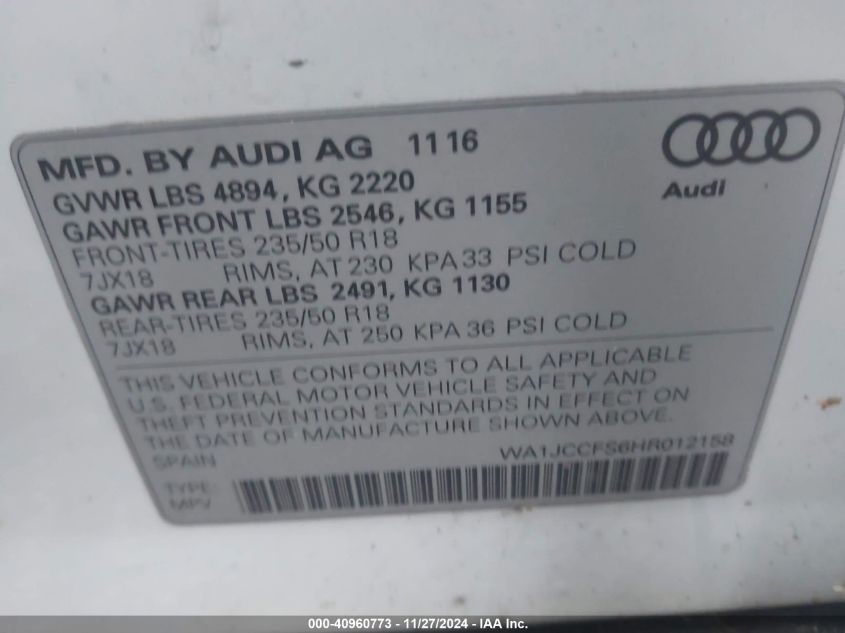 MFD. BY AUDI AG 1116
GVWR LBS 4894, KG 2220
GAWR FRONT LBS 2546, KG 1155
FRONT-TIRES 235/50 R18
7JX18 RIMS, AT 230 KPA 33 PSI COLD
GAWR REAR LBS 2491, KG 1130
REAR-TIRES 235/50 R18
7JX18 RIMS, AT 250 KPA 36 PSI COLD
Audi
THIS VEHICLE CONFORMS TO ALL APPLICABLE
U.S. FEDERAL MOTOR VEHICLE SAFETY AND
THEFT PREVENTION STANDARDS IN EFFECT ON
THE DATE OF MANUFACTURE SHOWN ABOVE.
SPAIN WA1JCCFS6HR012158
TYPE:
MPV
000-40960773 - 11/27/2024 - IAA Inc.